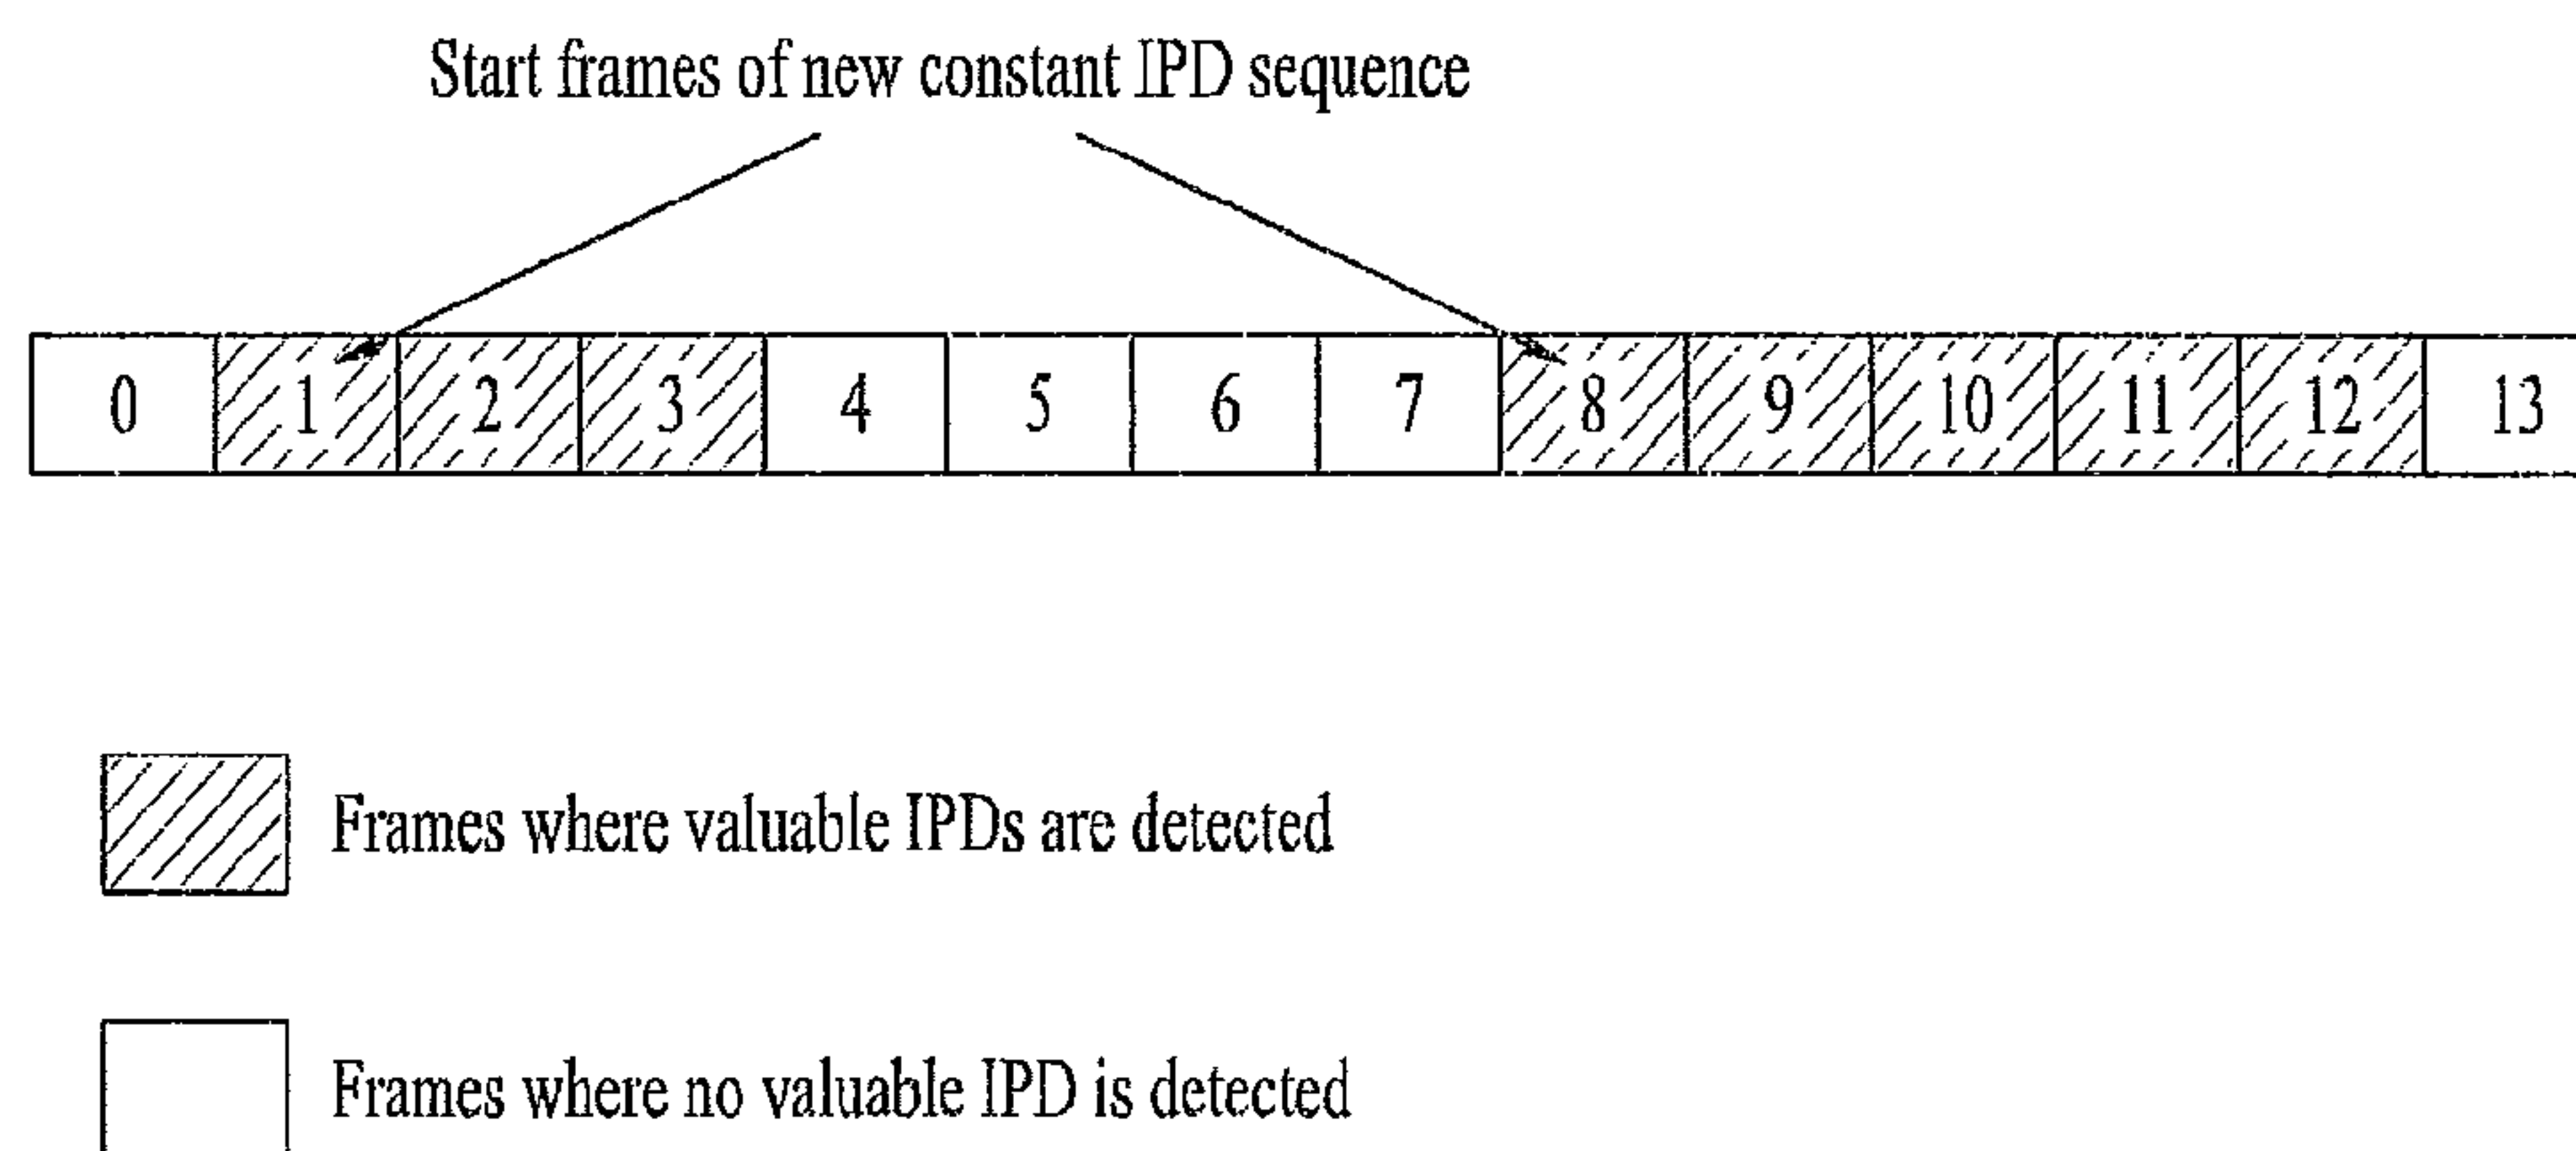 Start frames of new constant IPD sequence
0 1 2 3 4 5 6 7 8 9 10 11 12 13
Frames where valuable IPDs are detected
Frames where no valuable IPD is detected